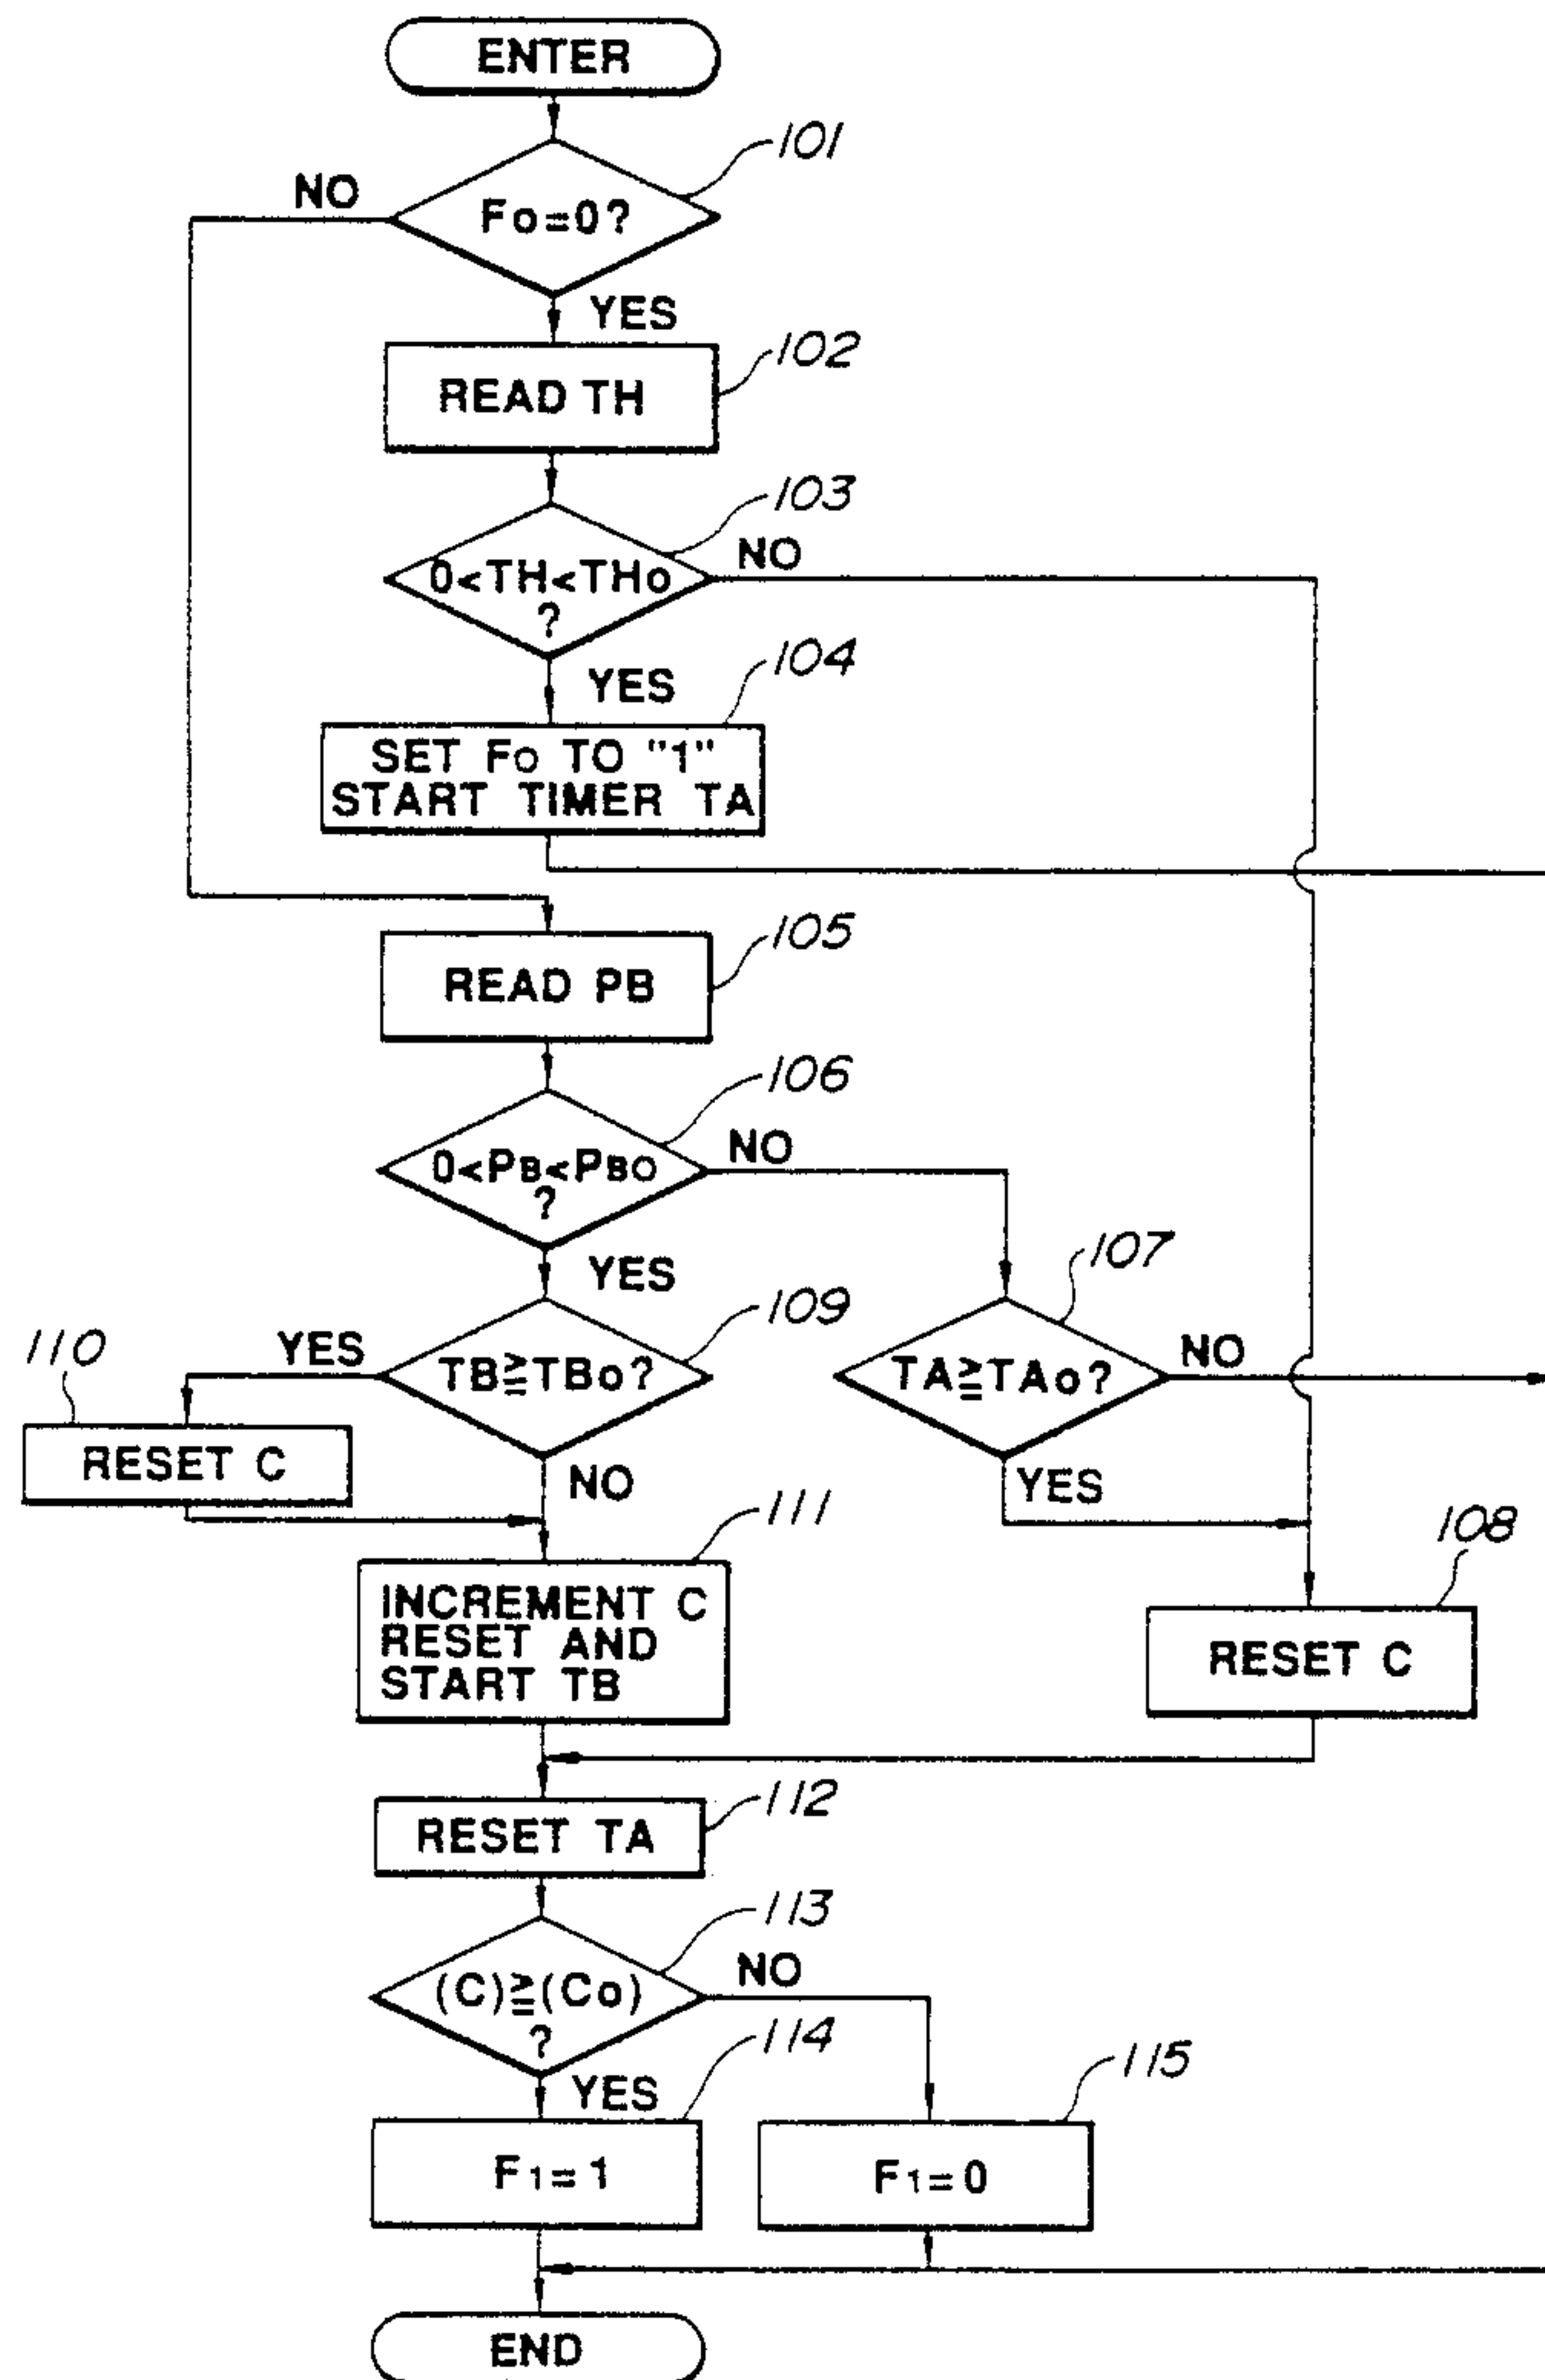 ENTER
101
NO
Fo=0?
YES
102
READ TH
103
NO
0<TH<THo
?
104
YES
SET Fo TO "1"
START TIMER TA
105
READ PB
106
NO
0<PB<PBO
?
YES
107
109
110
YES
TB≧TBo?
TA≧TAo?
NO
RESET C
NO
YES
111
108
INCREMENT C
RESET AND
START TB
RESET C
112
RESET TA
113
NO
(C)≧(Co)
?
114
115
YES
F1=1
F1=0
END